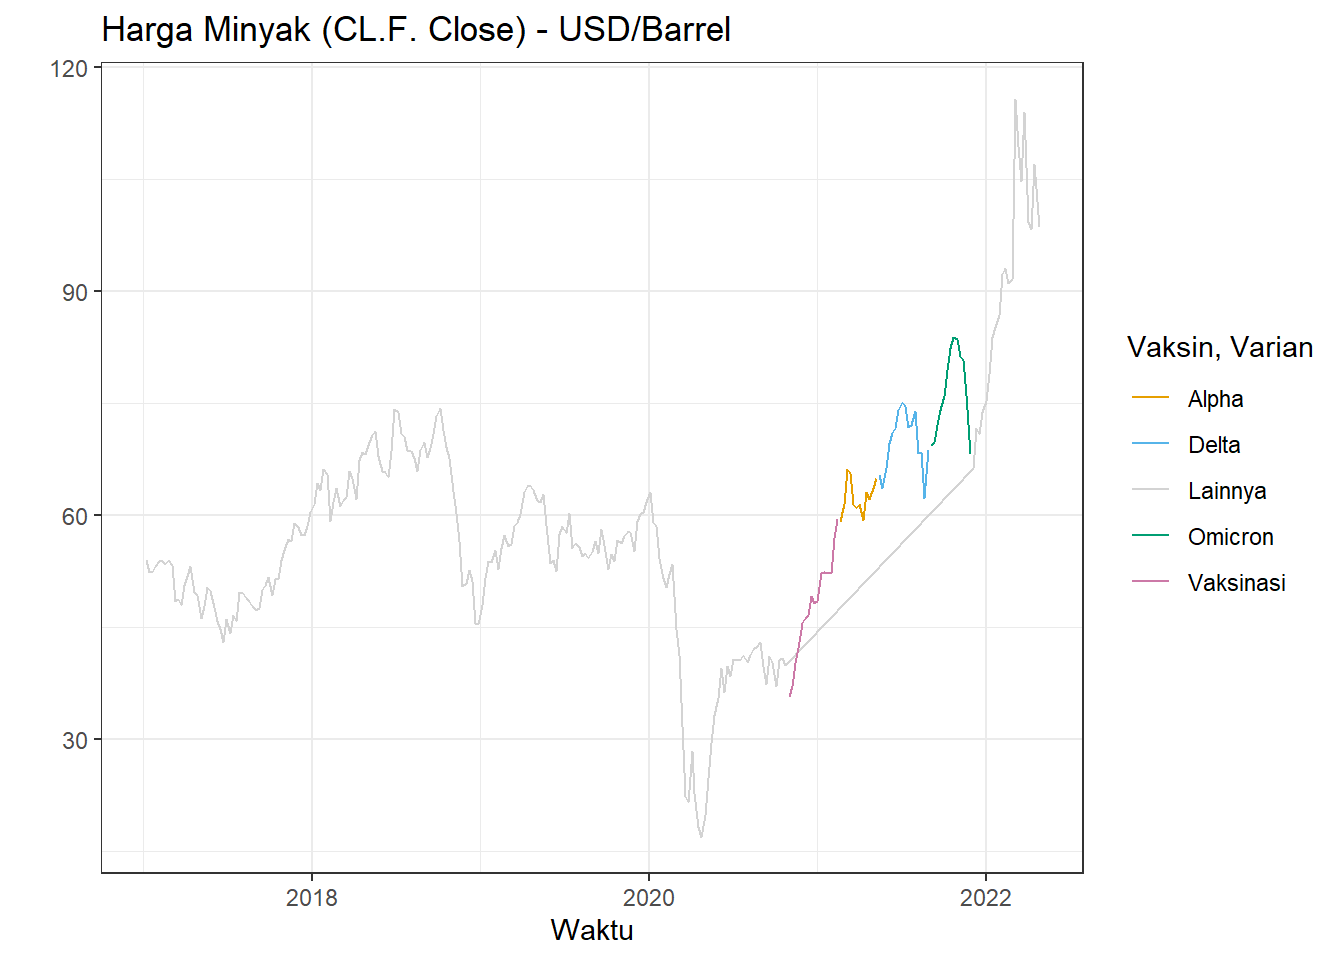 Harga Minyak (CL.F. Close) - USD/Barrel
120
90
60
30
2018
2020
2022
Waktu
Vaksin, Varian
Alpha
Delta
Lainnya
Omicron
Vaksinasi